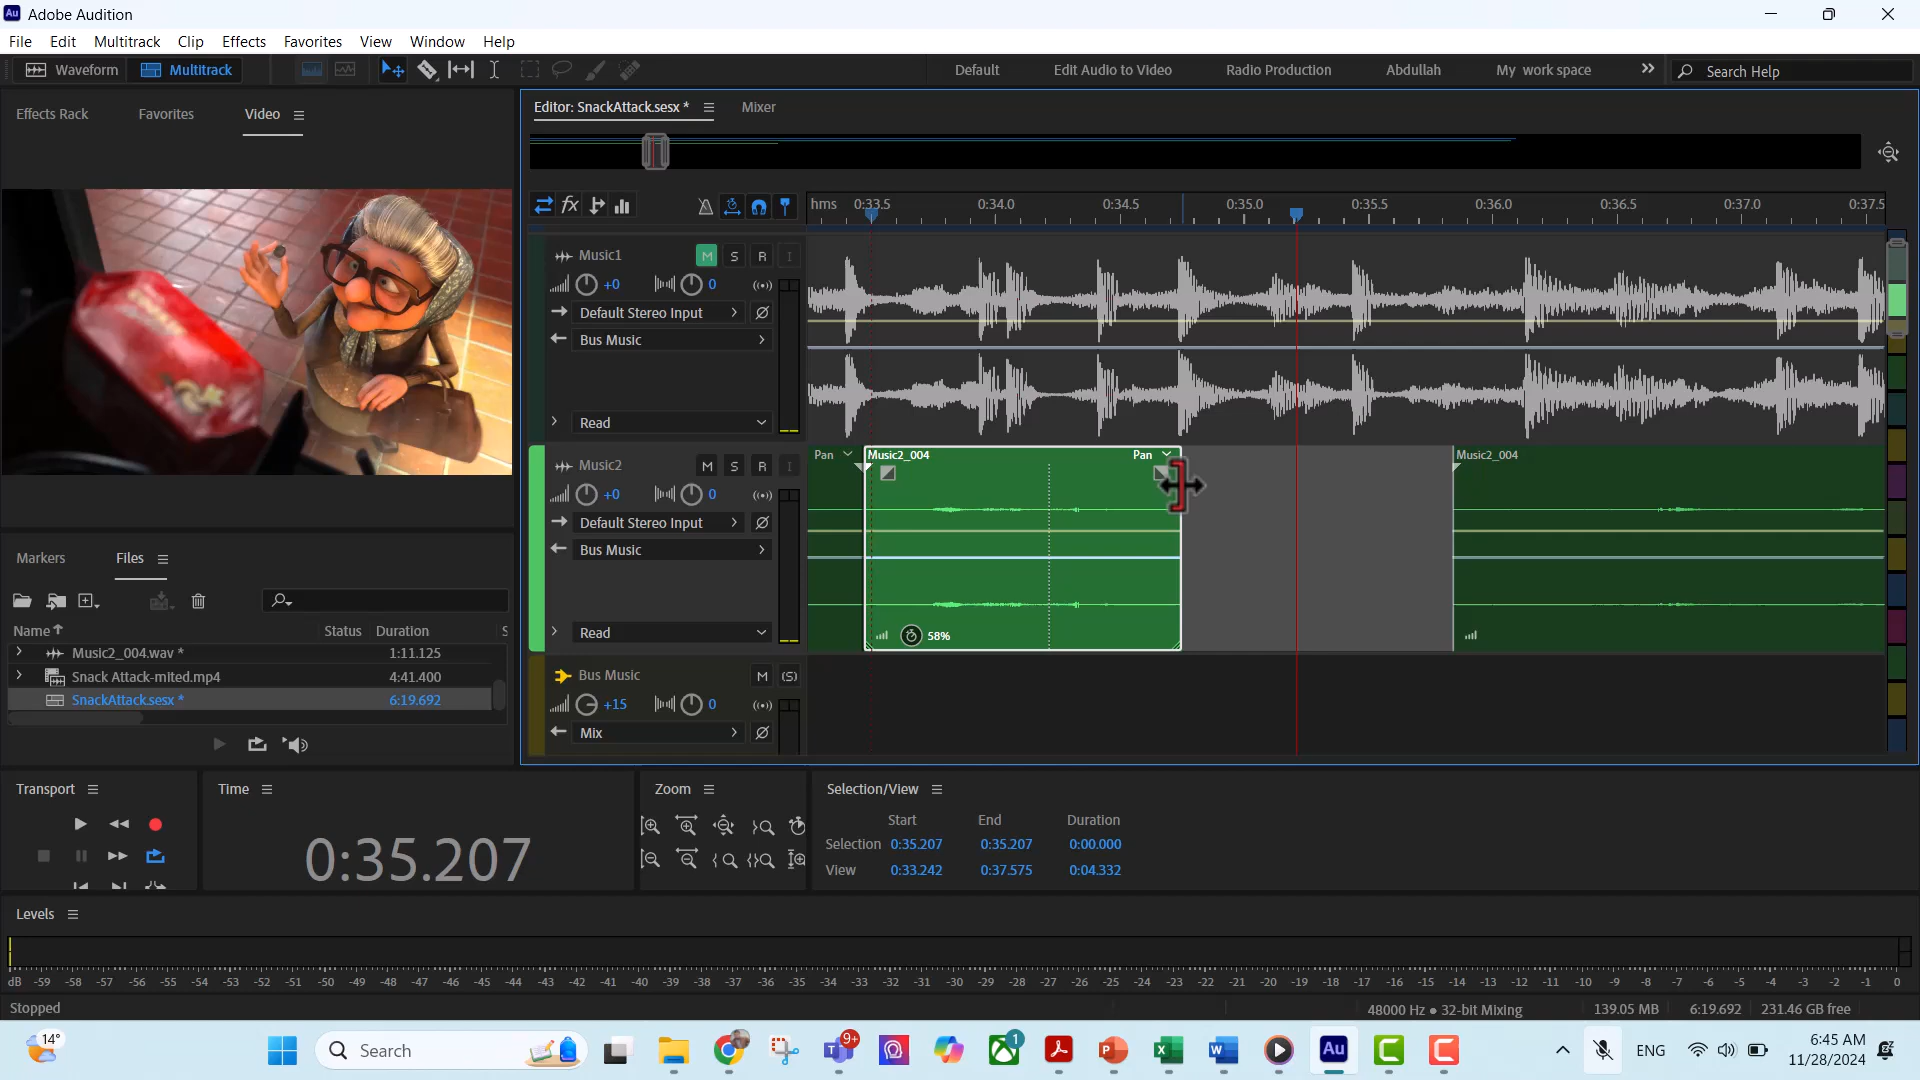 Au Adobe Audition
File Edit Multitrack Clip Effects Favorites View Window Help
Waveform Multitrack Default Edit Audio to Video Radio Production Abdullah My work space » Search Help
Effects Rack Favorites Video
Editor: SnackAttack.sesx * Mixer
fx hms 0:33.5 0:34.0 0:34.5 0:35.0 0:35.5 0:36.0 0:36.5 0:37.0 0:37.5
Music1 M S R I
+0 0
Default Stereo Input
Bus Music
Read
Music2 M S R I
+0 0
Default Stereo Input
Bus Music
Read
Pan Music2_004 Pan Music2_004
58%
Bus Music M (S)
+15 0
Mix
Markers Files
Name Status Duration S
Music2_004.wav * 1:11.125
Snack Attack-mited.mp4 4:41.400
SnackAttack.sesx * 6:19.692
Transport Time Zoom Selection/View
Start End Duration
Selection 0:35.207 0:35.207 0:00.000
View 0:33.242 0:37.575 0:04.332
0:35.207
Levels
dB -59 -58 -57 -56 -55 -54 -53 -52 -51 -50 -49 -48 -47 -46 -45 -44 -43 -42 -41 -40 -39 -38 -37 -36 -35 -34 -33 -32 -31 -30 -29 -28 -27 -26 -25 -24 -23 -22 -21 -20 -19 -18 -17 -16 -15 -14 -13 -12 -11 -10 -9 -8 -7 -6 -5 -4 -3 -2 -1 0
Stopped 48000 Hz ● 32-bit Mixing 139.05 MB 6:19.692 231.46 GB free
14° Search 9+ 1 Au ENG 6:45 AM
11/28/2024